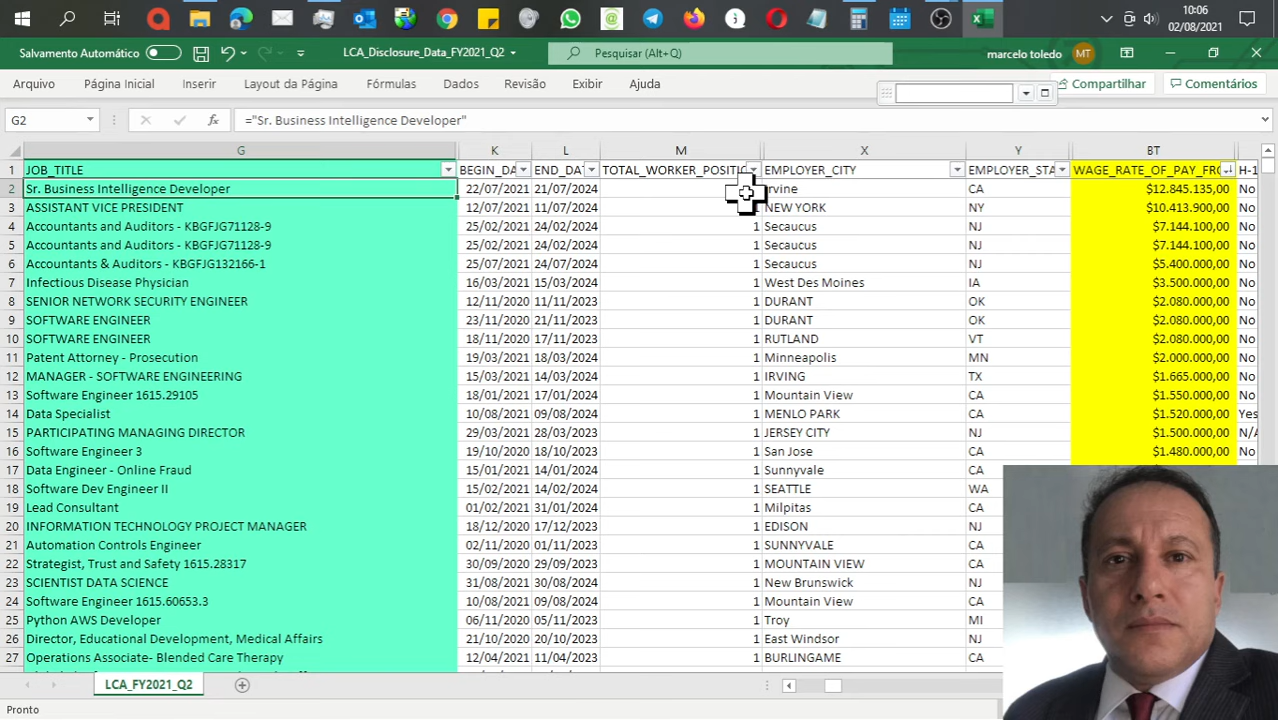 10:06
02/08/2021
Salvamento Automático
LCA_Disclosure_Data_FY2021_Q2
Pesquisar (Alt+Q)
marcelo toledo
MT
Arquivo Página Inicial Inserir Layout da Página Fórmulas Dados Revisão Exibir Ajuda
Compartilhar
Comentários
G2 fx ="Sr. Business Intelligence Developer"
G K L M X Y BT
1 JOB_TITLE BEGIN_DA END_DAT TOTAL_WORKER_POSITIO EMPLOYER_CITY EMPLOYER_STA WAGE_RATE_OF_PAY_FRO H-1
2 Sr. Business Intelligence Developer 22/07/2021 21/07/2024 Irvine CA $12.845.135,00 No
3 ASSISTANT VICE PRESIDENT 12/07/2021 11/07/2024 NEW YORK NY $10.413.900,00 No
4 Accountants and Auditors - KBGFJG71128-9 25/02/2021 24/02/2024 1 Secaucus NJ $7.144.100,00 No
5 Accountants and Auditors - KBGFJG71128-9 25/02/2021 24/02/2024 1 Secaucus NJ $7.144.100,00 No
6 Accountants & Auditors - KBGFJG132166-1 25/07/2021 24/07/2024 1 Secaucus NJ $5.400.000,00 No
7 Infectious Disease Physician 16/03/2021 15/03/2024 1 West Des Moines IA $3.500.000,00 No
8 SENIOR NETWORK SECURITY ENGINEER 12/11/2020 11/11/2023 1 DURANT OK $2.080.000,00 No
9 SOFTWARE ENGINEER 23/11/2020 21/11/2023 1 DURANT OK $2.080.000,00 No
10 SOFTWARE ENGINEER 18/11/2020 17/11/2023 1 RUTLAND VT $2.080.000,00 No
11 Patent Attorney - Prosecution 19/03/2021 18/03/2024 1 Minneapolis MN $2.000.000,00 No
12 MANAGER - SOFTWARE ENGINEERING 15/03/2021 14/03/2024 1 IRVING TX $1.665.000,00 No
13 Software Engineer 1615.29105 18/01/2021 17/01/2024 1 Mountain View CA $1.550.000,00 No
14 Data Specialist 10/08/2021 09/08/2024 1 MENLO PARK CA $1.520.000,00 Yes
15 PARTICIPATING MANAGING DIRECTOR 29/03/2021 28/03/2023 1 JERSEY CITY NJ $1.500.000,00 N/A
16 Software Engineer 3 19/10/2020 18/10/2023 1 San Jose CA $1.480.000,00 No
17 Data Engineer - Online Fraud 15/01/2021 14/01/2024 1 Sunnyvale CA
18 Software Dev Engineer II 15/02/2021 14/02/2024 1 SEATTLE WA
19 Lead Consultant 01/02/2021 31/01/2024 1 Milpitas CA
20 INFORMATION TECHNOLOGY PROJECT MANAGER 18/12/2020 17/12/2023 1 EDISON NJ
21 Automation Controls Engineer 02/11/2020 01/11/2023 1 SUNNYVALE CA
22 Strategist, Trust and Safety 1615.28317 30/09/2020 29/09/2023 1 MOUNTAIN VIEW CA
23 SCIENTIST DATA SCIENCE 31/08/2021 30/08/2024 1 New Brunswick NJ
24 Software Engineer 1615.60653.3 10/08/2021 09/08/2024 1 Mountain View CA
25 Python AWS Developer 06/11/2020 05/11/2023 1 Troy MI
26 Director, Educational Development, Medical Affairs 21/10/2020 20/10/2023 1 East Windsor NJ
27 Operations Associate- Blended Care Therapy 12/04/2021 11/04/2023 1 BURLINGAME CA
LCA_FY2021_Q2
Pronto